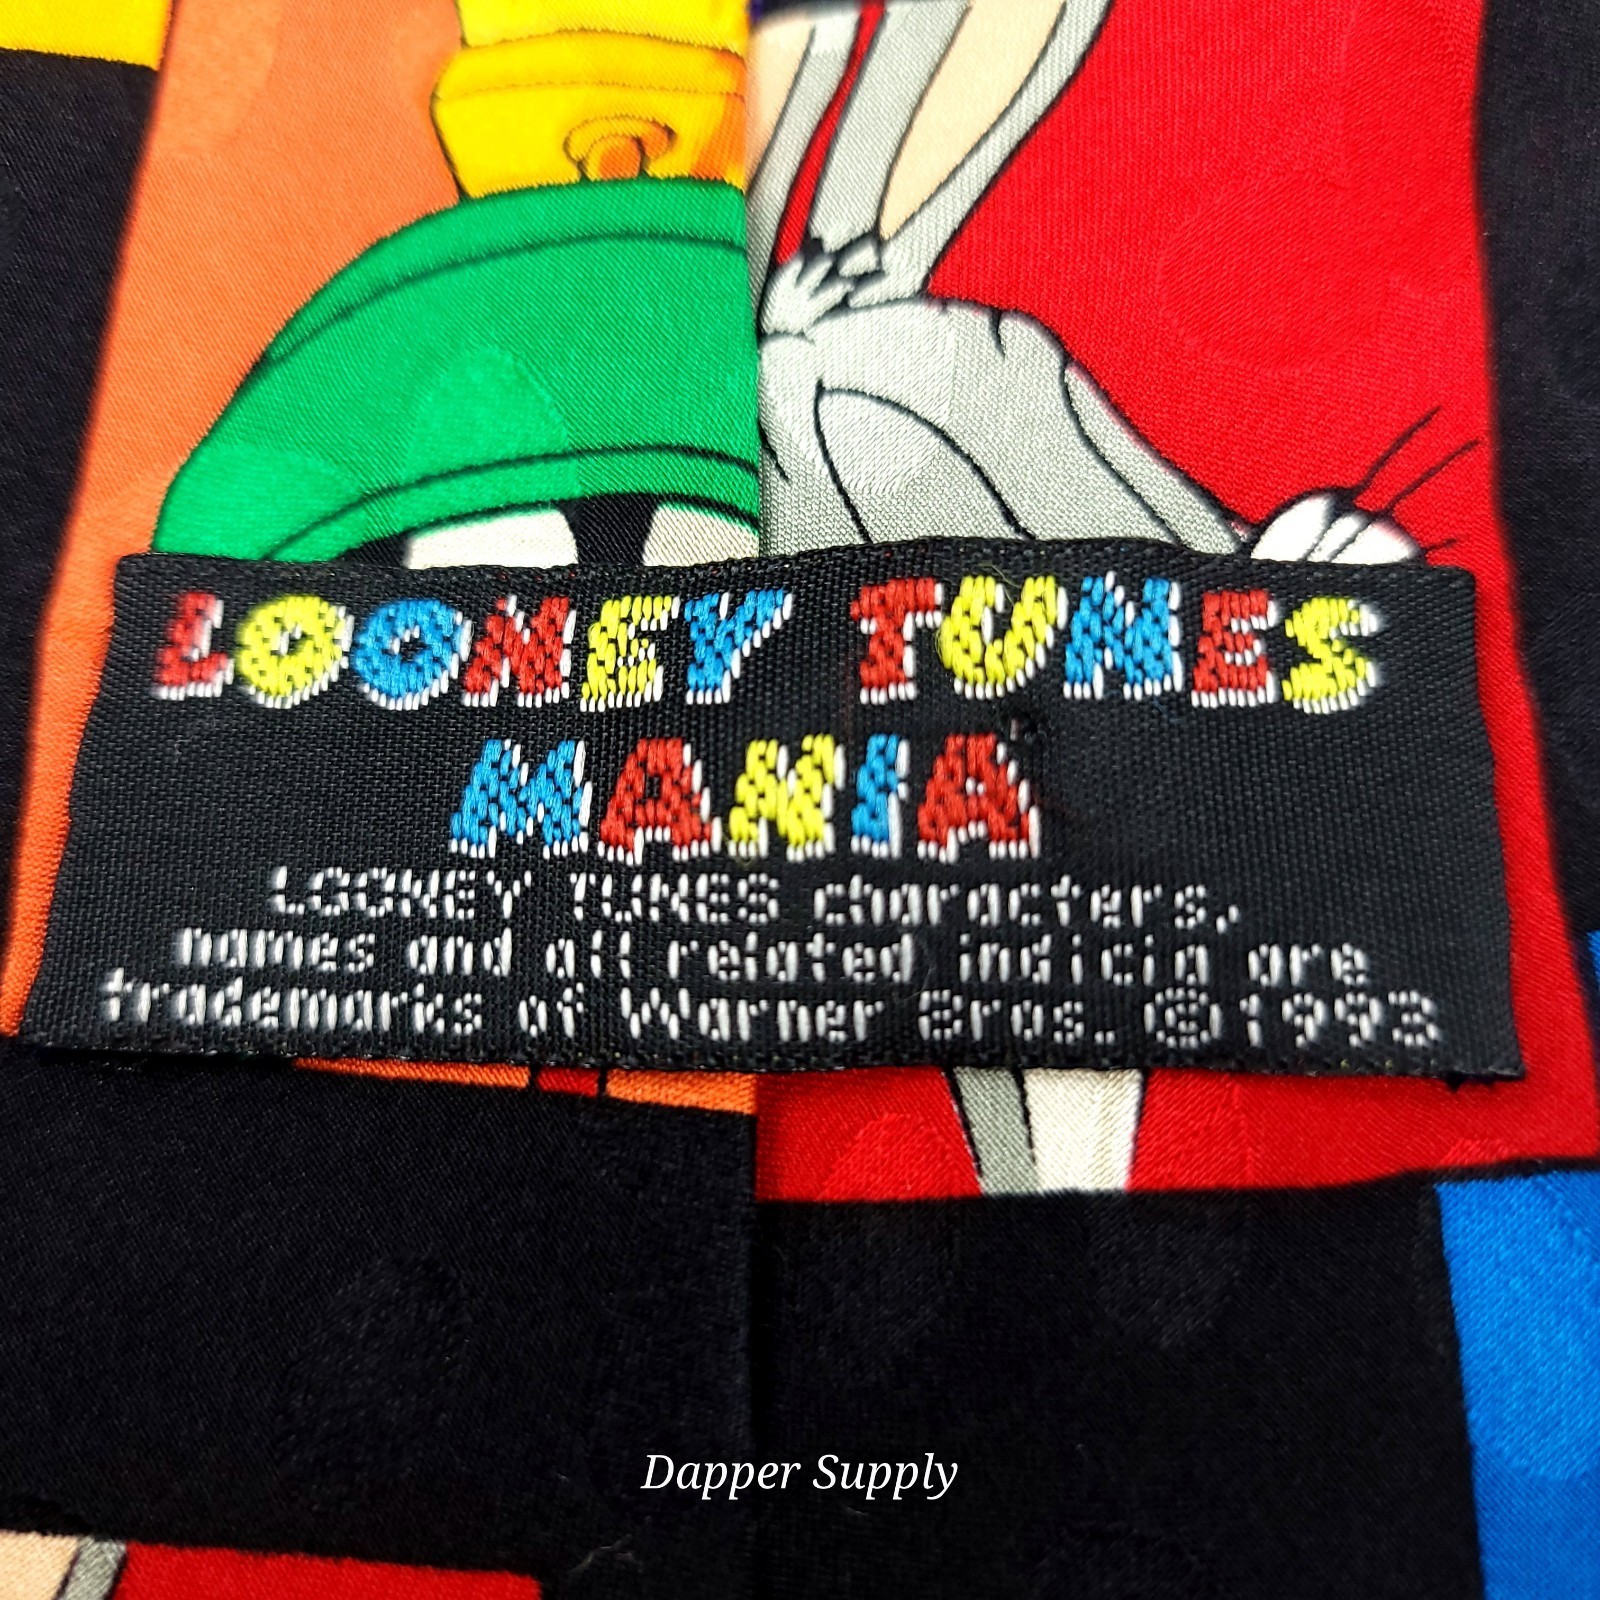 LOONEY TUNES
MANIA
LOONEY TUNES characters,
names and all related indicia are
trademarks of Warner Bros. ©1993
Dapper Supply